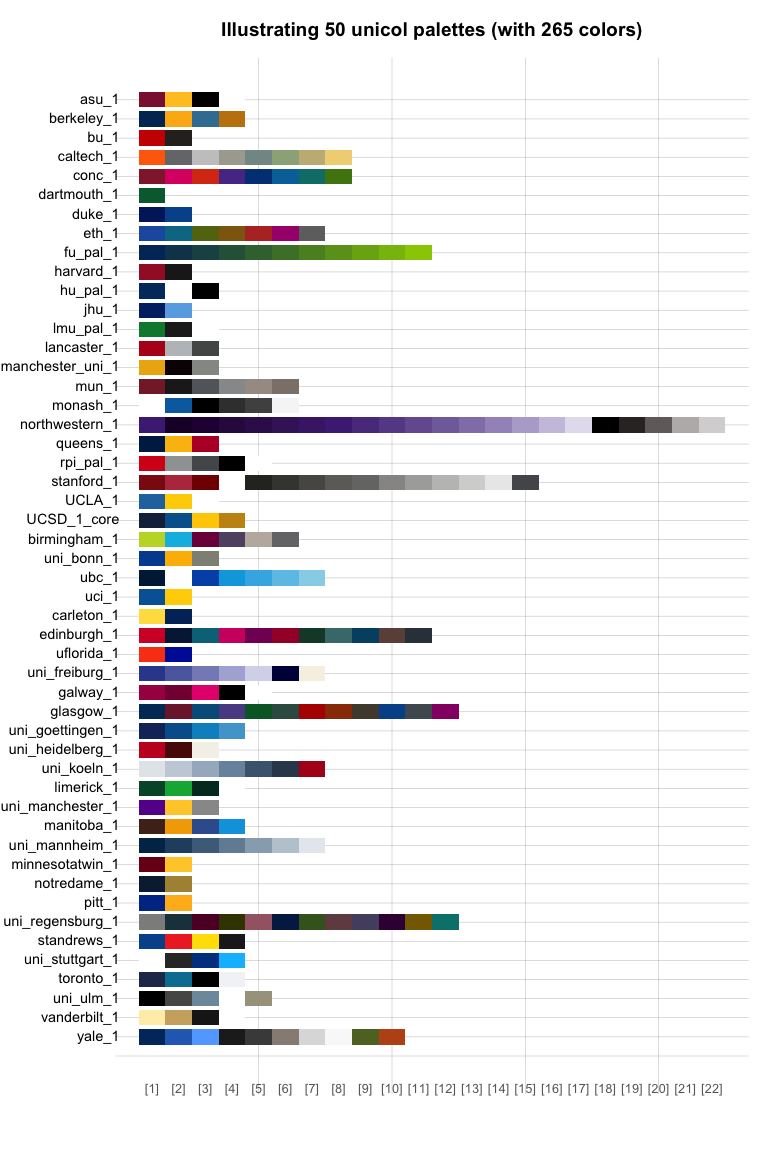 Illustrating 50 unicol palettes (with 265 colors)
asu_1
berkeley_1
bu_1
caltech_1
conc_1
dartmouth_1
duke_1
eth_1
fu_pal_1
harvard_1
hu_pal_1
jhu_1
lmu_pal_1
lancaster_1
manchester_uni_1
mun_1
monash_1
northwestern_1
queens_1
rpi_pal_1
stanford_1
UCLA_1
UCSD_1_core
birmingham_1
uni_bonn_1
ubc_1
uci_1
carleton_1
edinburgh_1
uflorida_1
uni_freiburg_1
galway_1
glasgow_1
uni_goettingen_1
uni_heidelberg_1
uni_koeln_1
limerick_1
uni_manchester_1
manitoba_1
uni_mannheim_1
minnesotatwin_1
notredame_1
pitt_1
uni_regensburg_1
standrews_1
uni_stuttgart_1
toronto_1
uni_ulm_1
vanderbilt_1
yale_1
[1] [2] [3] [4] [5] [6] [7] [8] [9] [10] [11] [12] [13] [14] [15] [16] [17] [18] [19] [20] [21] [22]